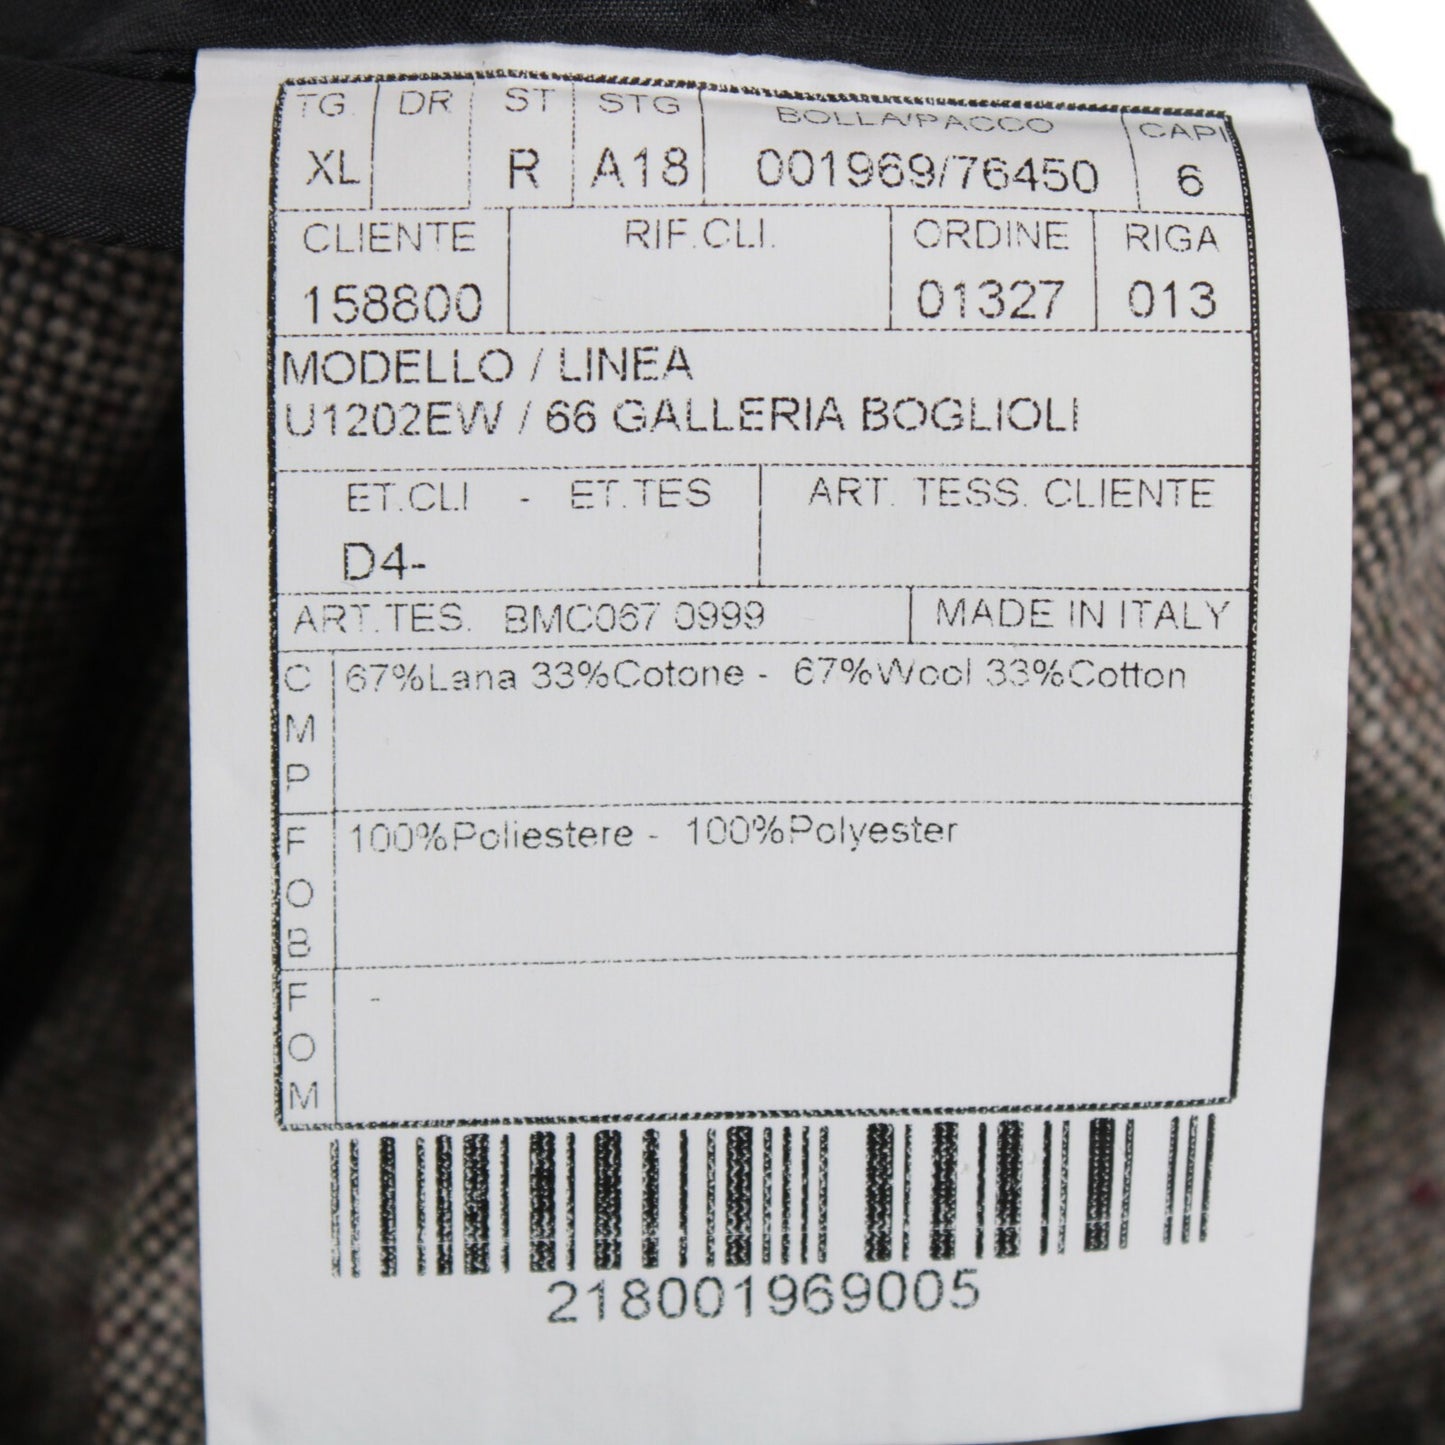 TG. DR ST STG BOLLA/PACCO CAPI
XL R A18 001969/76450 6
CLIENTE RIF.CLI. ORDINE RIGA
158800 01327 013
MODELLO / LINEA
U1202EW / 66 GALLERIA BOGLIOLI
ET.CLI - ET.TES ART. TESS. CLIENTE
D4-
ART.TES. BMC067 0999 MADE IN ITALY
C 67%Lana 33%Cotone - 67%Wool 33%Cotton
M
P
F 100%Poliestere - 100%Polyester
O
B
F -
O
M
218001969005